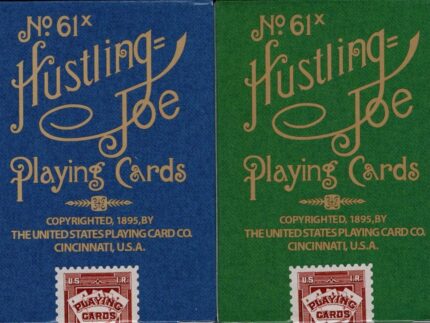 No 61x
Hustling=
Joe
Playing Cards
COPYRIGHTED, 1895, BY
THE UNITED STATES PLAYING CARD CO.
CINCINNATI, U.S.A.
U.S. I.R.
PLAYING
CARDS
No 61x
Hustling=
Joe
Playing Cards
COPYRIGHTED, 1895, BY
THE UNITED STATES PLAYING CARD CO.
CINCINNATI, U.S.A.
U.S. I.R.
PLAYING
CARDS